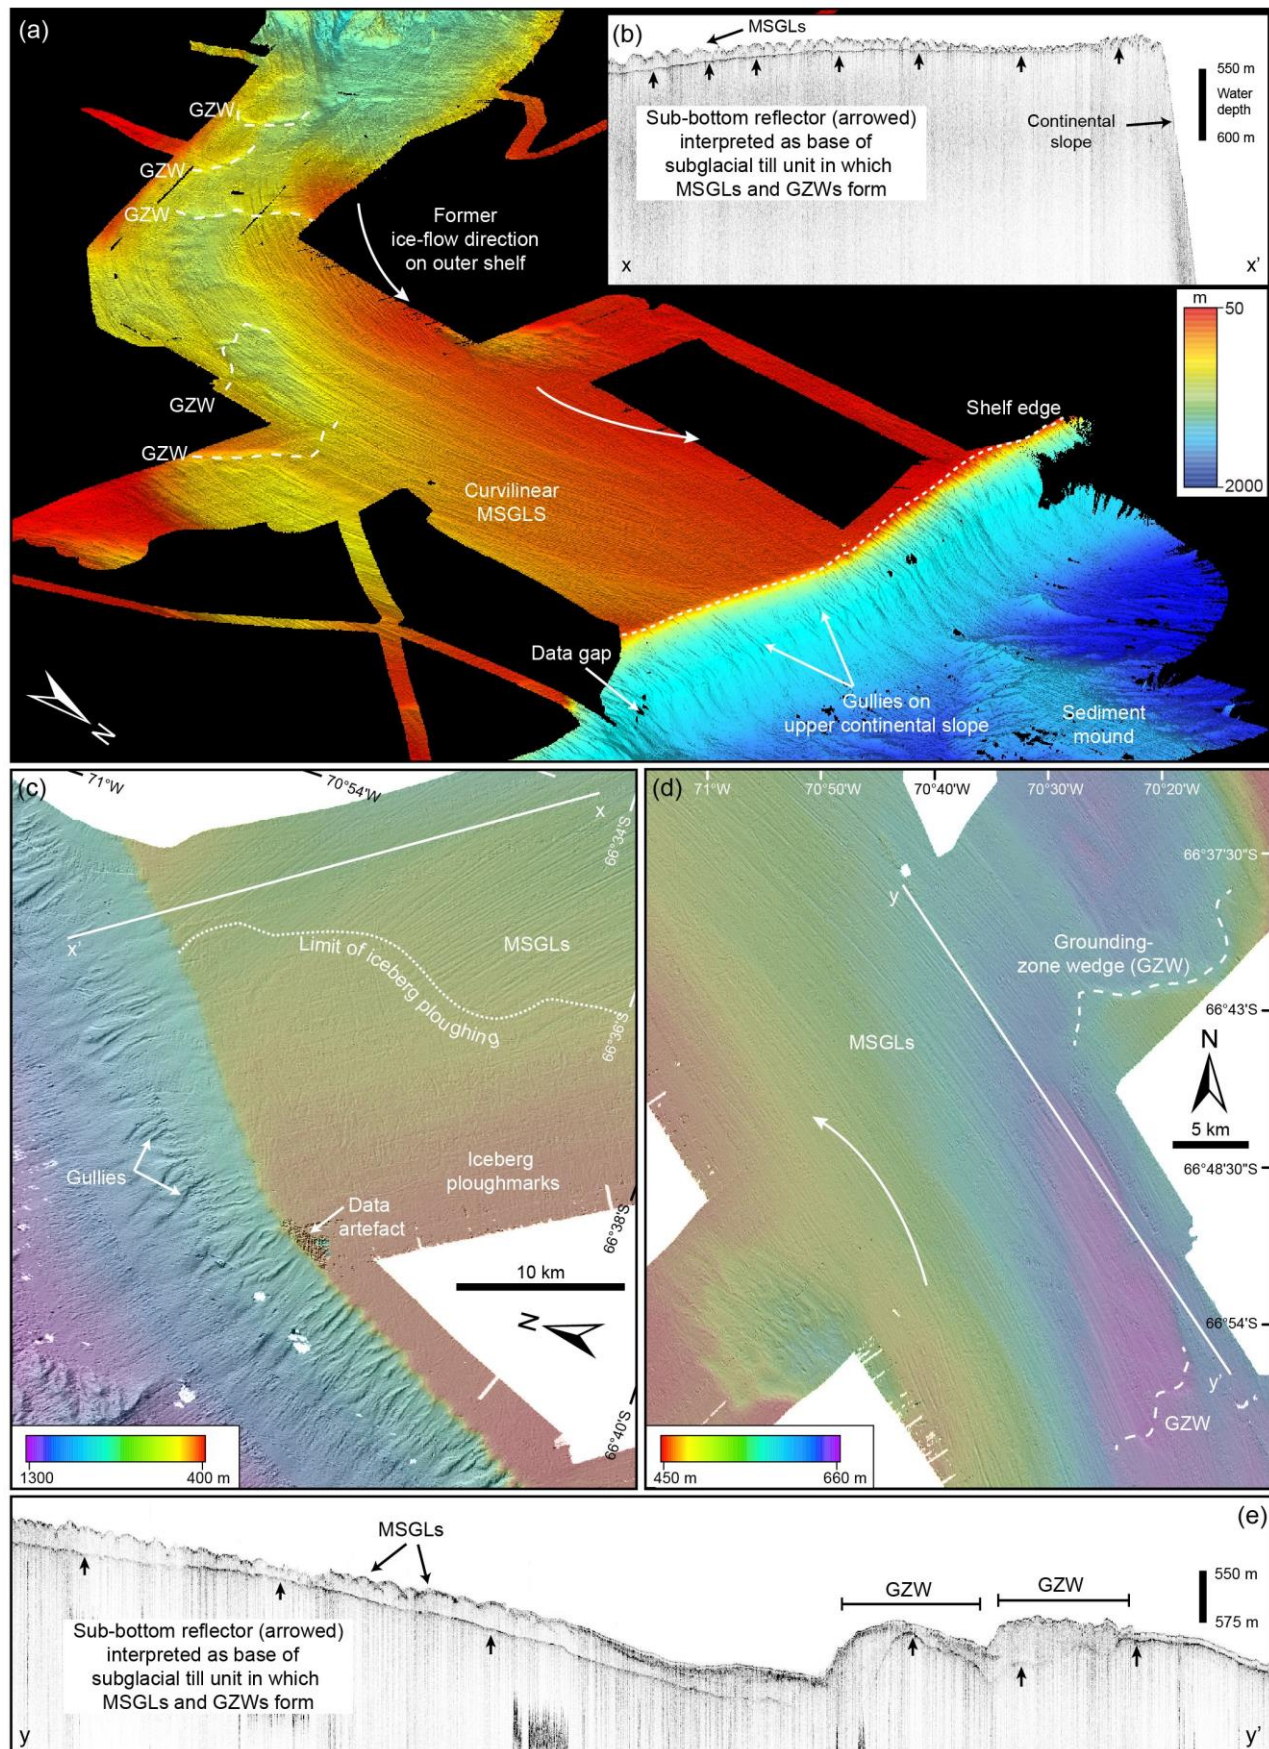 (a)
GZW
GZW
GZW
Former
ice-flow direction
on outer shelf
GZW
GZW
Curvilinear
MSGLS
Shelf edge
Data gap
Gullies on
upper continental slope
Sediment
mound
N
m
50
2000
(b)
MSGLs
550 m
Water
depth
600 m
Sub-bottom reflector (arrowed)
interpreted as base of
subglacial till unit in which
MSGLs and GZWs form
Continental
slope
x
x'
(c)
71°W
70°54'W
x
66°34'S
x'
MSGLs
Limit of iceberg ploughing
66°36'S
Gullies
Iceberg
ploughmarks
Data
artefact
66°38'S
10 km
N
66°40'S
1300
400 m
(d)
71°W
70°50'W
70°40'W
70°30'W
70°20'W
66°37'30"S
y
Grounding-
zone wedge (GZW)
66°43'S
MSGLs
N
5 km
66°48'30"S
66°54'S
y'
GZW
450 m
660 m
(e)
MSGLs
GZW
GZW
550 m
575 m
Sub-bottom reflector (arrowed)
interpreted as base of
subglacial till unit in which
MSGLs and GZWs form
y
y'